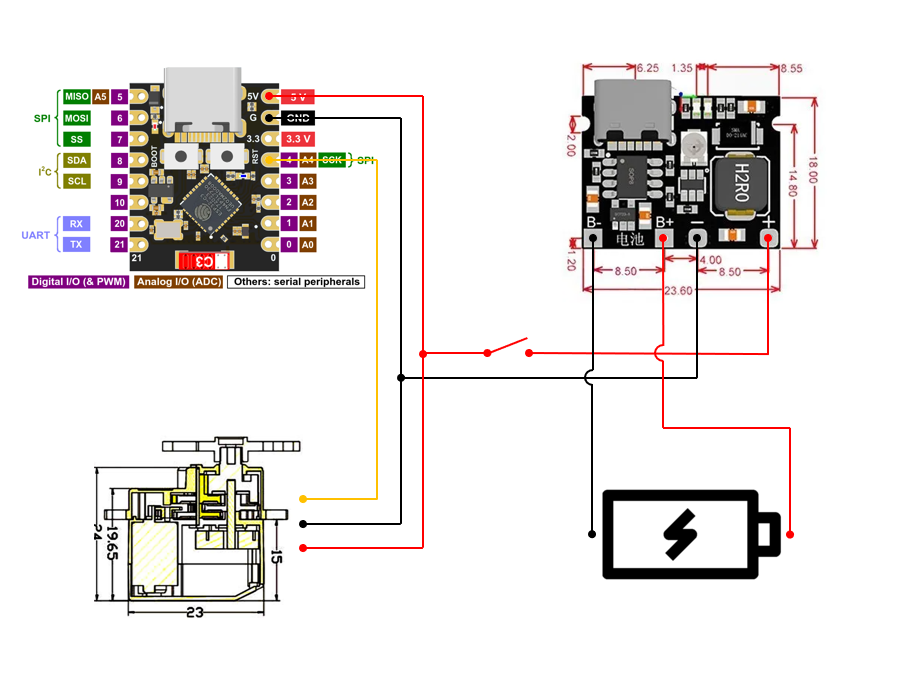 MISO A5 5
SPI MOSI 6
SS 7
SDA 8
I²C
SCL 9
10
RX 20
UART
TX 21
BOOT
RST
5V 5 V
G GND
3.3 3.3 V
4 A4 SCK SPI
3 A3
2 A2
1 A1
0 A0
21
C3
0
Digital I/O (& PWM) Analog I/O (ADC) Others: serial peripherals
6.25 1.35 8.55
2.00
18.00
14.80
H2R0
B- 电池 B+ − +
1.20
8.50 4.00 8.50
23.60
24
19.65
15
23